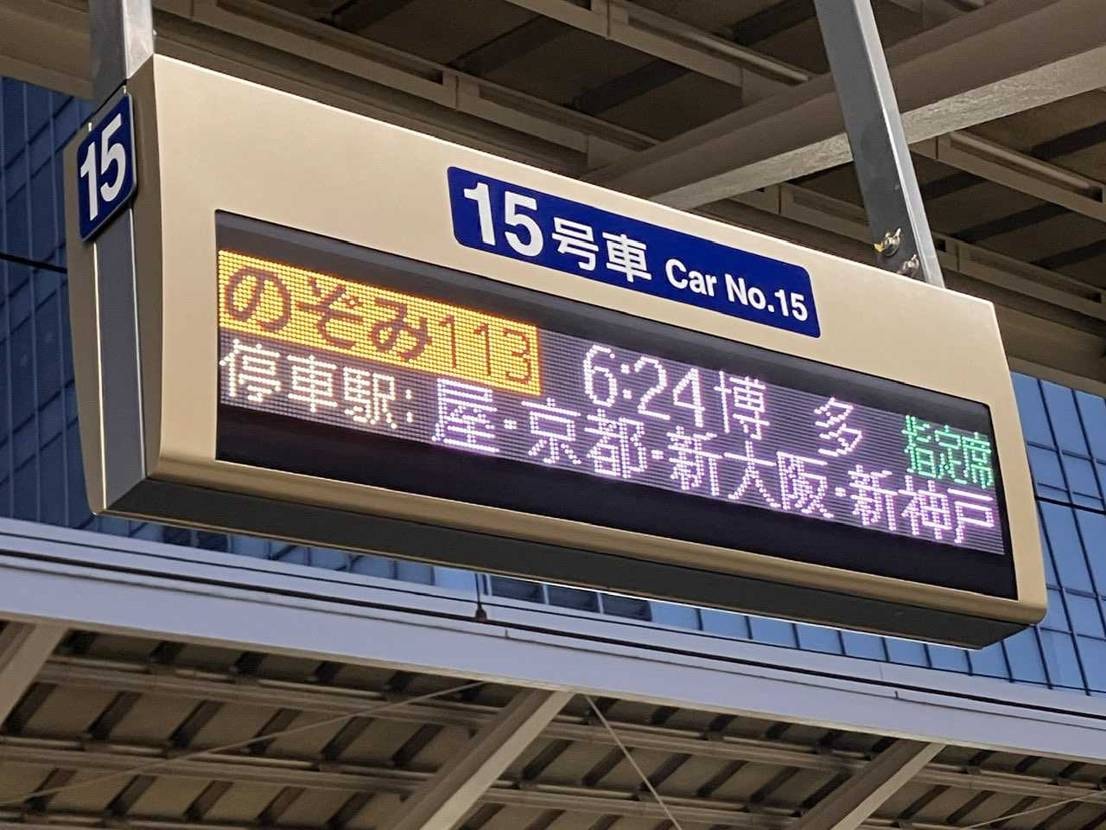 15
15号車 Car No.15
のぞみ113 6:24 博多 指定席
停車駅:屋・京都・新大阪・新神戸